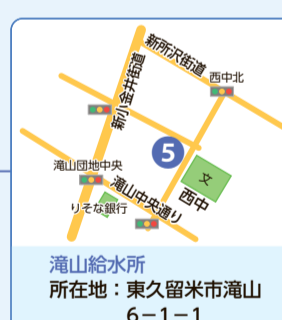 新所沢街道
西中北
新小金井街道
5
文
西中
滝山団地中央
滝山中央通り
りそな銀行
滝山給水所
所在地：東久留米市滝山
6−1−1